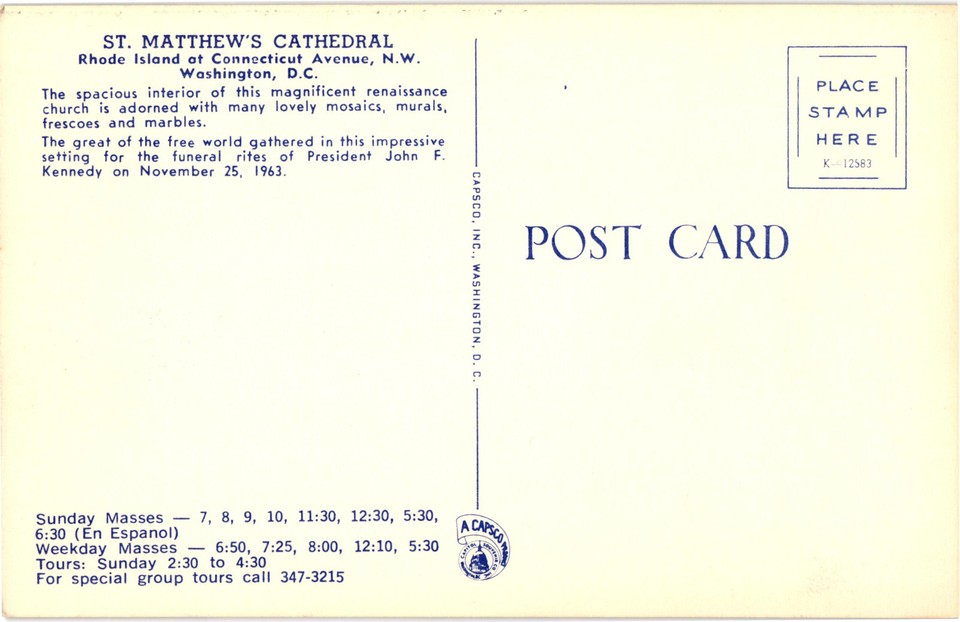 ST. MATTHEW'S CATHEDRAL
Rhode Island at Connecticut Avenue, N.W.
Washington, D.C.
The spacious interior of this magnificent renaissance
church is adorned with many lovely mosaics, murals,
frescoes and marbles.
The great of the free world gathered in this impressive
setting for the funeral rites of President John F.
Kennedy on November 25, 1963.
Sunday Masses — 7, 8, 9, 10, 11:30, 12:30, 5:30,
6:30 (En Espanol)
Weekday Masses — 6:50, 7:25, 8:00, 12:10, 5:30
Tours: Sunday 2:30 to 4:30
For special group tours call 347-3215
CAPSCO, INC., WASHINGTON, D. C.
A CAPSCO
CAPITOL SOUVENIR CO.
PLACE
STAMP
HERE
K—12583
POST CARD